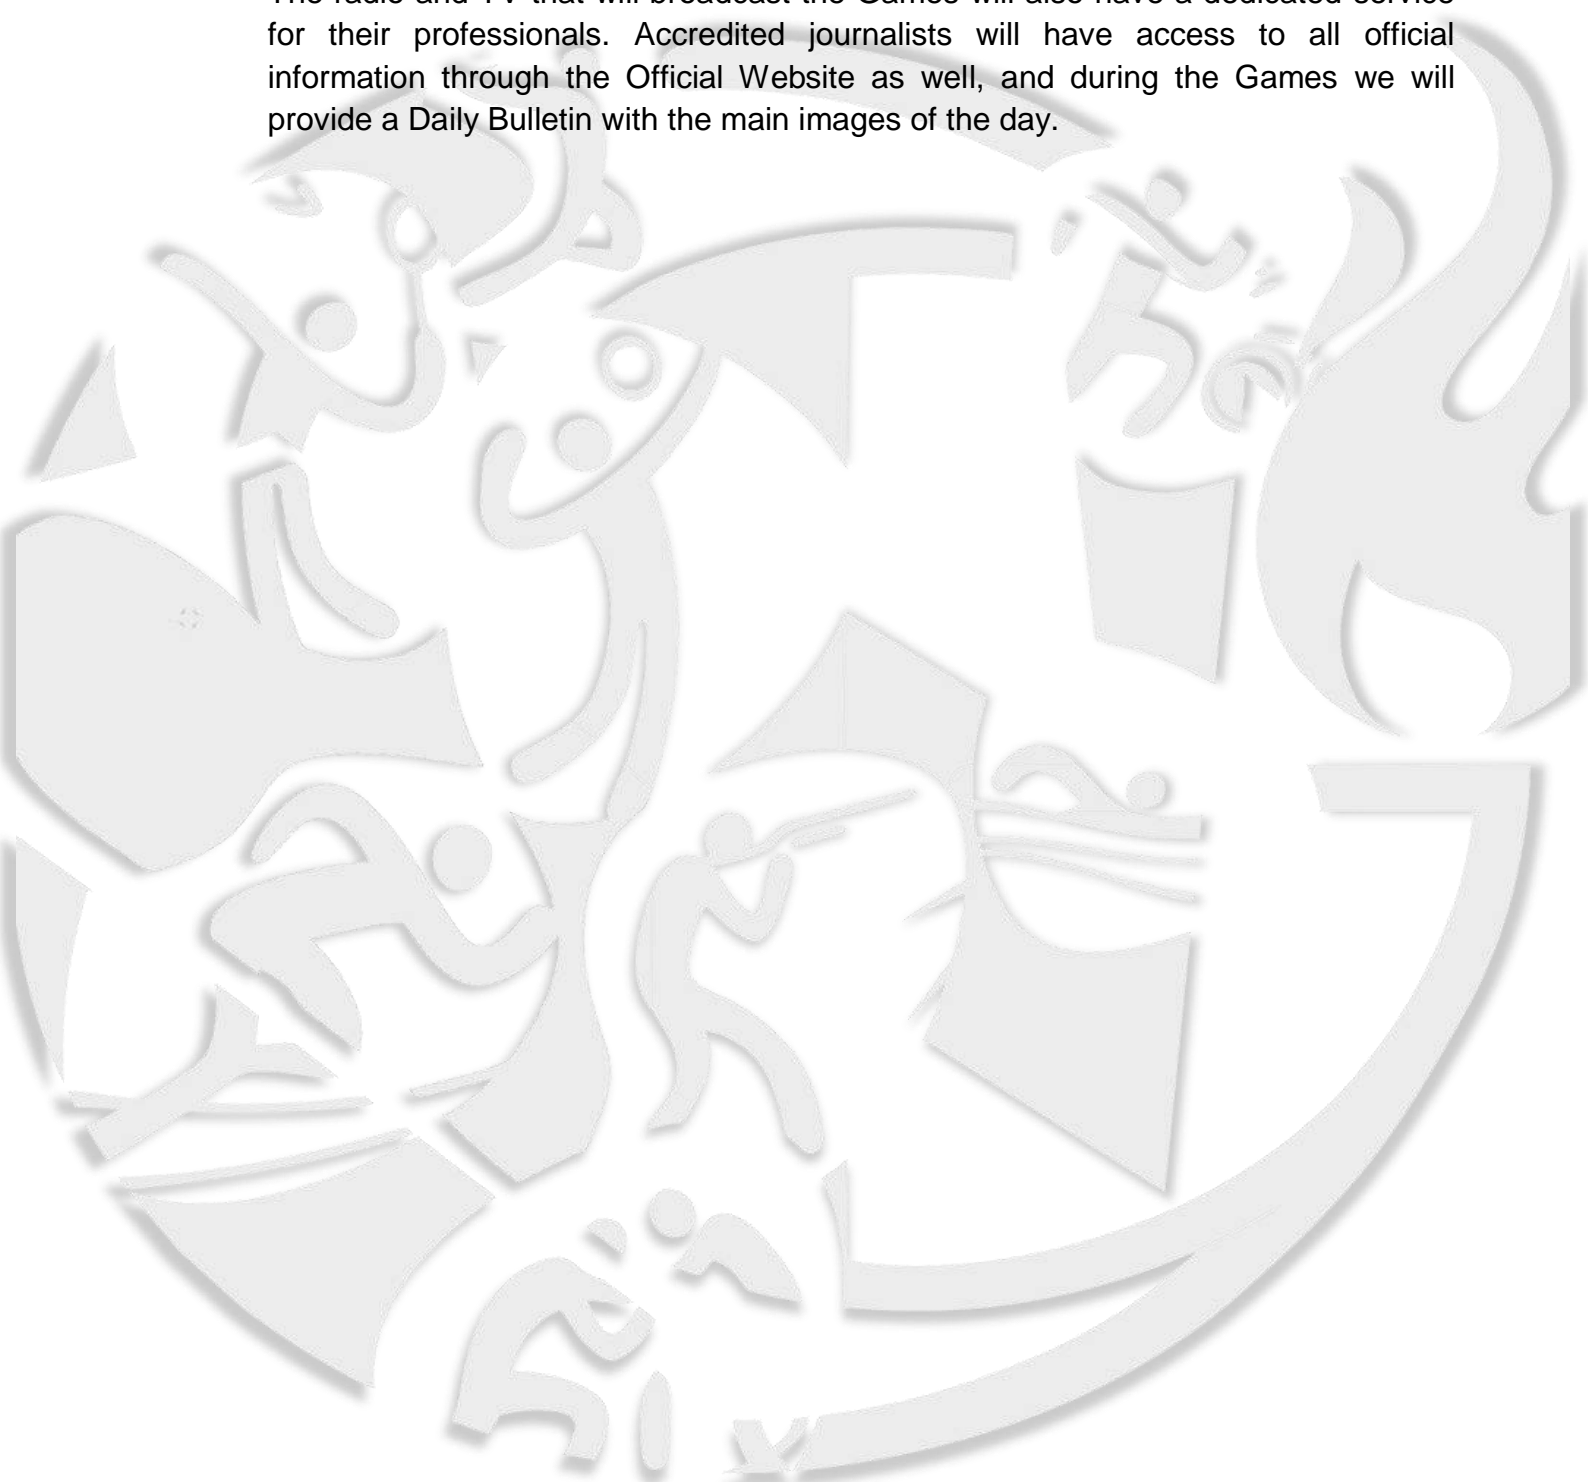 The radio and TV that will broadcast the Games will also have a dedicated service
for their professionals. Accredited journalists will have access to all official
information through the Official Website as well, and during the Games we will
provide a Daily Bulletin with the main images of the day.